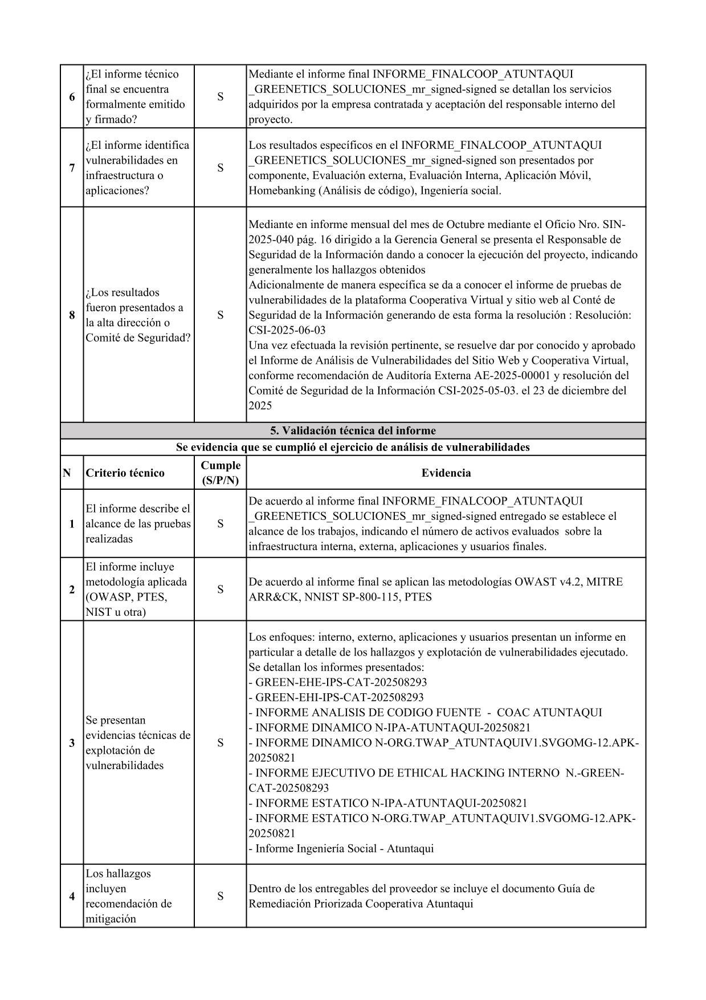 6
¿El informe técnico
final se encuentra
formalmente emitido
y firmado?
S
Mediante el informe final INFORME_FINALCOOP_ATUNTAQUI
_GREENETICS_SOLUCIONES_mr_signed-signed se detallan los servicios
adquiridos por la empresa contratada y aceptación del responsable interno del
proyecto.
7
¿El informe identifica
vulnerabilidades en
infraestructura o
aplicaciones?
S
Los resultados específicos en el INFORME_FINALCOOP_ATUNTAQUI
_GREENETICS_SOLUCIONES_mr_signed-signed son presentados por
componente, Evaluación externa, Evaluación Interna, Aplicación Móvil,
Homebanking (Análisis de código), Ingeniería social.
8
¿Los resultados
fueron presentados a
la alta dirección o
Comité de Seguridad?
S
Mediante en informe mensual del mes de Octubre mediante el Oficio Nro. SIN-
2025-040 pág. 16 dirigido a la Gerencia General se presenta el Responsable de
Seguridad de la Información dando a conocer la ejecución del proyecto, indicando
generalmente los hallazgos obtenidos
Adicionalmente de manera específica se da a conocer el informe de pruebas de
vulnerabilidades de la plataforma Cooperativa Virtual y sitio web al Conté de
Seguridad de la Información generando de esta forma la resolución : Resolución:
CSI-2025-06-03
Una vez efectuada la revisión pertinente, se resuelve dar por conocido y aprobado
el Informe de Análisis de Vulnerabilidades del Sitio Web y Cooperativa Virtual,
conforme recomendación de Auditoría Externa AE-2025-00001 y resolución del
Comité de Seguridad de la Información CSI-2025-05-03. el 23 de diciembre del
2025
5. Validación técnica del informe
Se evidencia que se cumplió el ejercicio de análisis de vulnerabilidades
N
Criterio técnico
Cumple
(S/P/N)
Evidencia
1
El informe describe el
alcance de las pruebas
realizadas
S
De acuerdo al informe final INFORME_FINALCOOP_ATUNTAQUI
_GREENETICS_SOLUCIONES_mr_signed-signed entregado se establece el
alcance de los trabajos, indicando el número de activos evaluados  sobre la
infraestructura interna, externa, aplicaciones y usuarios finales.
2
El informe incluye
metodología aplicada
(OWASP, PTES,
NIST u otra)
S
De acuerdo al informe final se aplican las metodologías OWAST v4.2, MITRE
ARR&CK, NNIST SP-800-115, PTES
3
Se presentan
evidencias técnicas de
explotación de
vulnerabilidades
S
Los enfoques: interno, externo, aplicaciones y usuarios presentan un informe en
particular a detalle de los hallazgos y explotación de vulnerabilidades ejecutado.
Se detallan los informes presentados:
- GREEN-EHE-IPS-CAT-202508293
- GREEN-EHI-IPS-CAT-202508293
- INFORME ANALISIS DE CODIGO FUENTE  -  COAC ATUNTAQUI
- INFORME DINAMICO N-IPA-ATUNTAQUI-20250821
- INFORME DINAMICO N-ORG.TWAP_ATUNTAQUIV1.SVGOMG-12.APK-
20250821
- INFORME EJECUTIVO DE ETHICAL HACKING INTERNO  N.-GREEN-
CAT-202508293
- INFORME ESTATICO N-IPA-ATUNTAQUI-20250821
- INFORME ESTATICO N-ORG.TWAP_ATUNTAQUIV1.SVGOMG-12.APK-
20250821
- Informe Ingeniería Social - Atuntaqui
4
Los hallazgos
incluyen
recomendación de
mitigación
S
Dentro de los entregables del proveedor se incluye el documento Guía de
Remediación Priorizada Cooperativa Atuntaqui